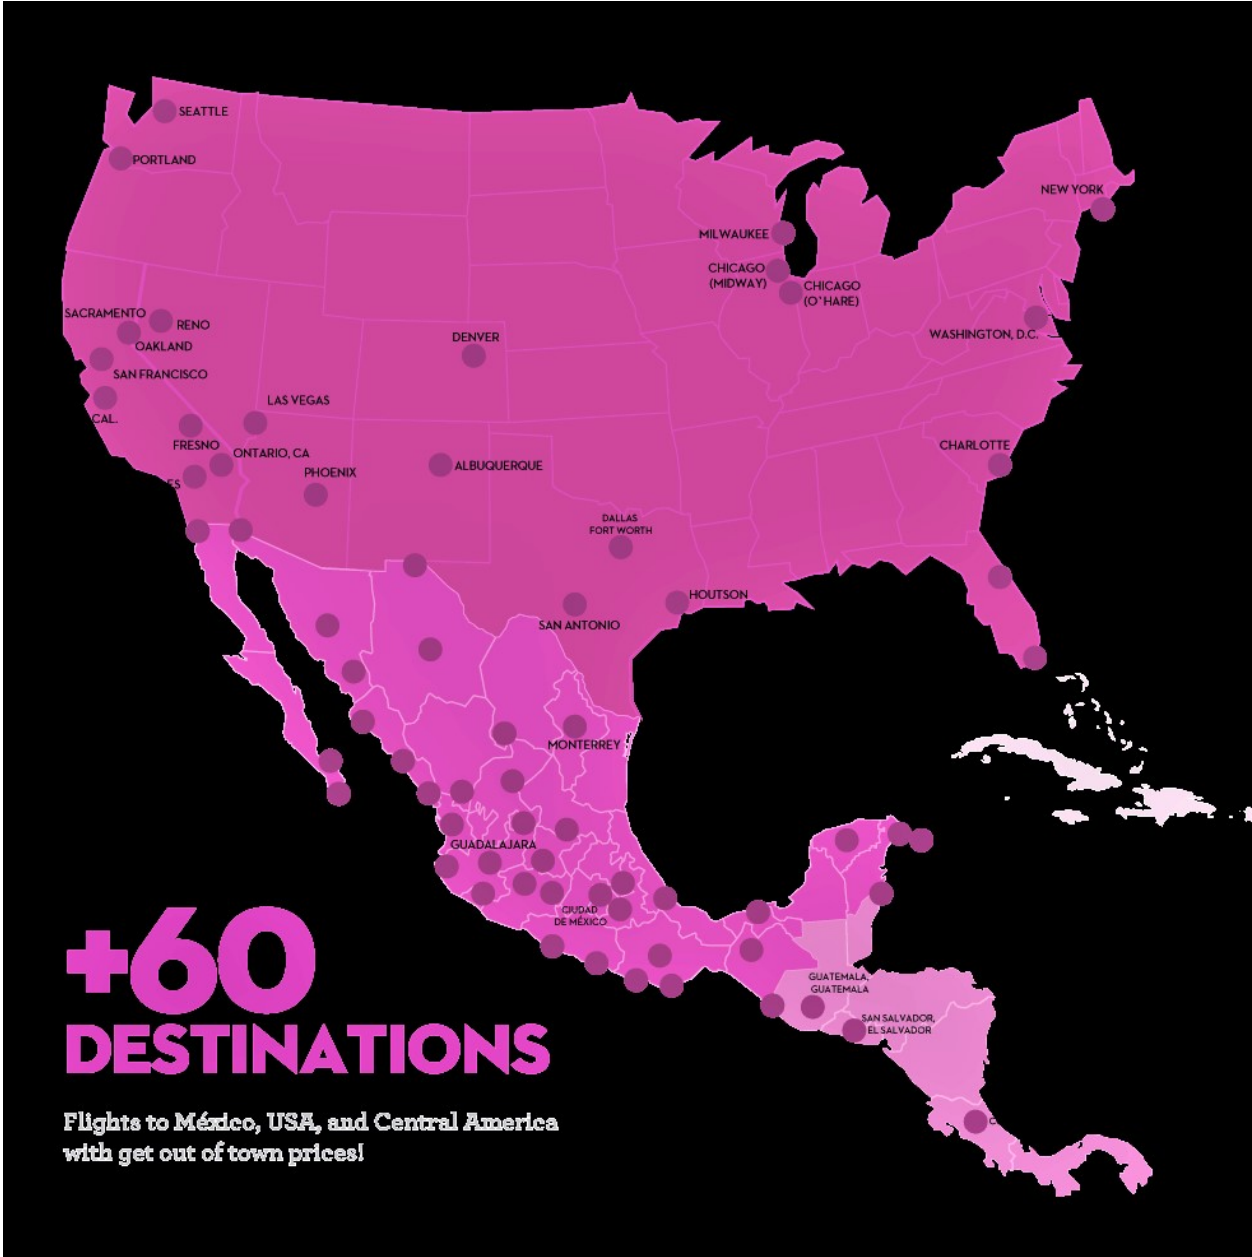 SEATTLE
PORTLAND
NEW YORK
MILWAUKEE
CHICAGO
(MIDWAY)
CHICAGO
(O'HARE)
SACRAMENTO
RENO
OAKLAND
WASHINGTON, D.C.
DENVER
SAN FRANCISCO
LAS VEGAS
CAL.
FRESNO
ONTARIO, CA
CHARLOTTE
PHOENIX
ALBUQUERQUE
ES
DALLAS
FORT WORTH
HOUTSON
SAN ANTONIO
MONTERREY
GUADALAJARA
CIUDAD
DE MÉXICO
GUATEMALA,
GUATEMALA
SAN SALVADOR,
EL SALVADOR
C
+60
DESTINATIONS
Flights to México, USA, and Central America
with get out of town prices!